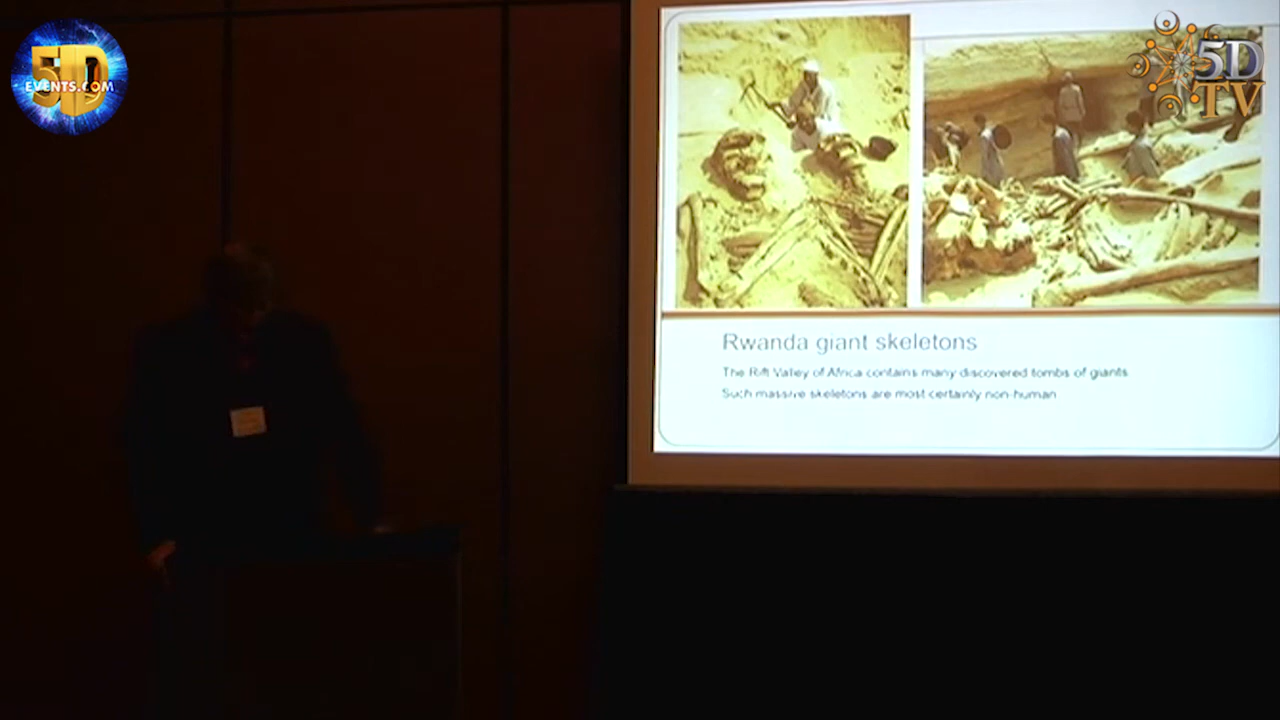 5D
EVENTS.COM
5D
TV
Rwanda giant skeletons
The Rift Valley of Africa contains many discovered tombs of giants.
Such massive skeletons are most certainly non-human